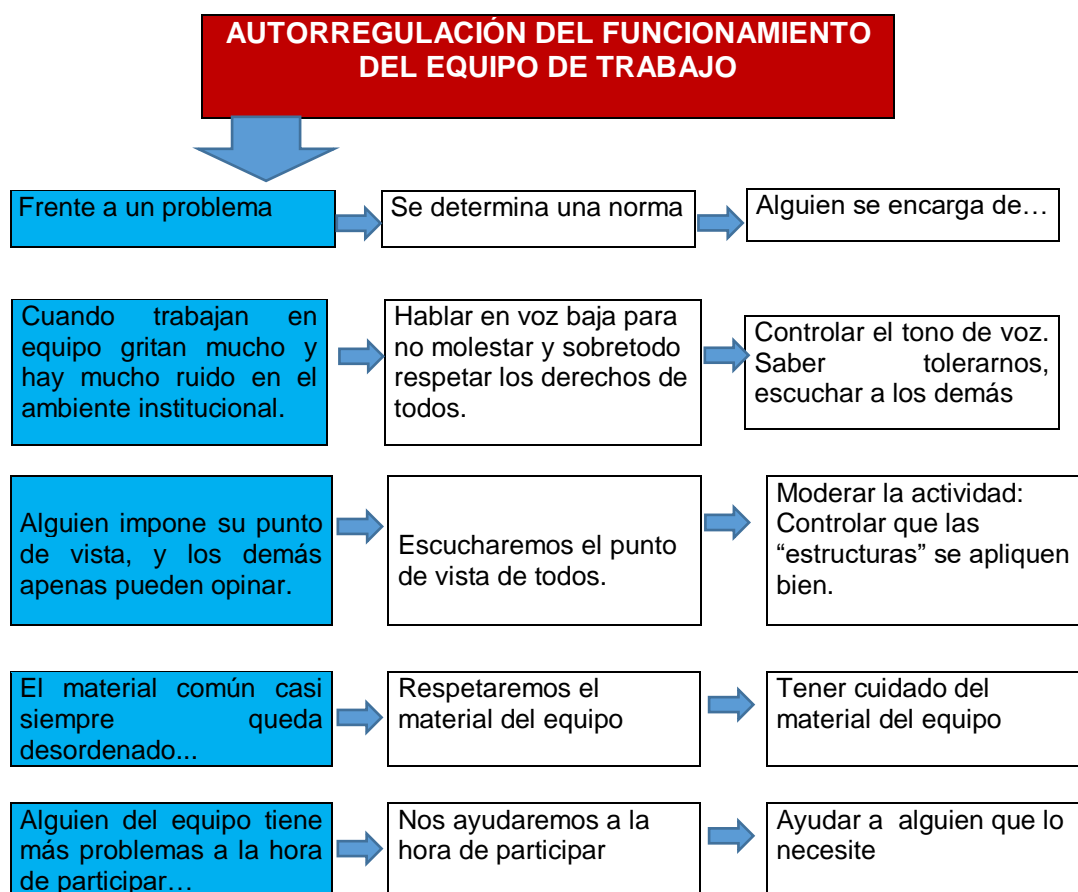 AUTORREGULACIÓN DEL FUNCIONAMIENTO
DEL EQUIPO DE TRABAJO
Frente a un problema
Se determina una norma
Alguien se encarga de…
Cuando trabajan en
equipo gritan mucho y
hay mucho ruido en el
ambiente institucional.
Hablar en voz baja para
no molestar y sobretodo
respetar los derechos de
todos.
Controlar el tono de voz.
Saber tolerarnos,
escuchar a los demás
Alguien impone su punto
de vista, y los demás
apenas pueden opinar.
Escucharemos el punto
de vista de todos.
Moderar la actividad:
Controlar que las
“estructuras” se apliquen
bien.
El material común casi
siempre queda
desordenado...
Respetaremos el
material del equipo
Tener cuidado del
material del equipo
Alguien del equipo tiene
más problemas a la hora
de participar…
Nos ayudaremos a la
hora de participar
Ayudar a alguien que lo
necesite